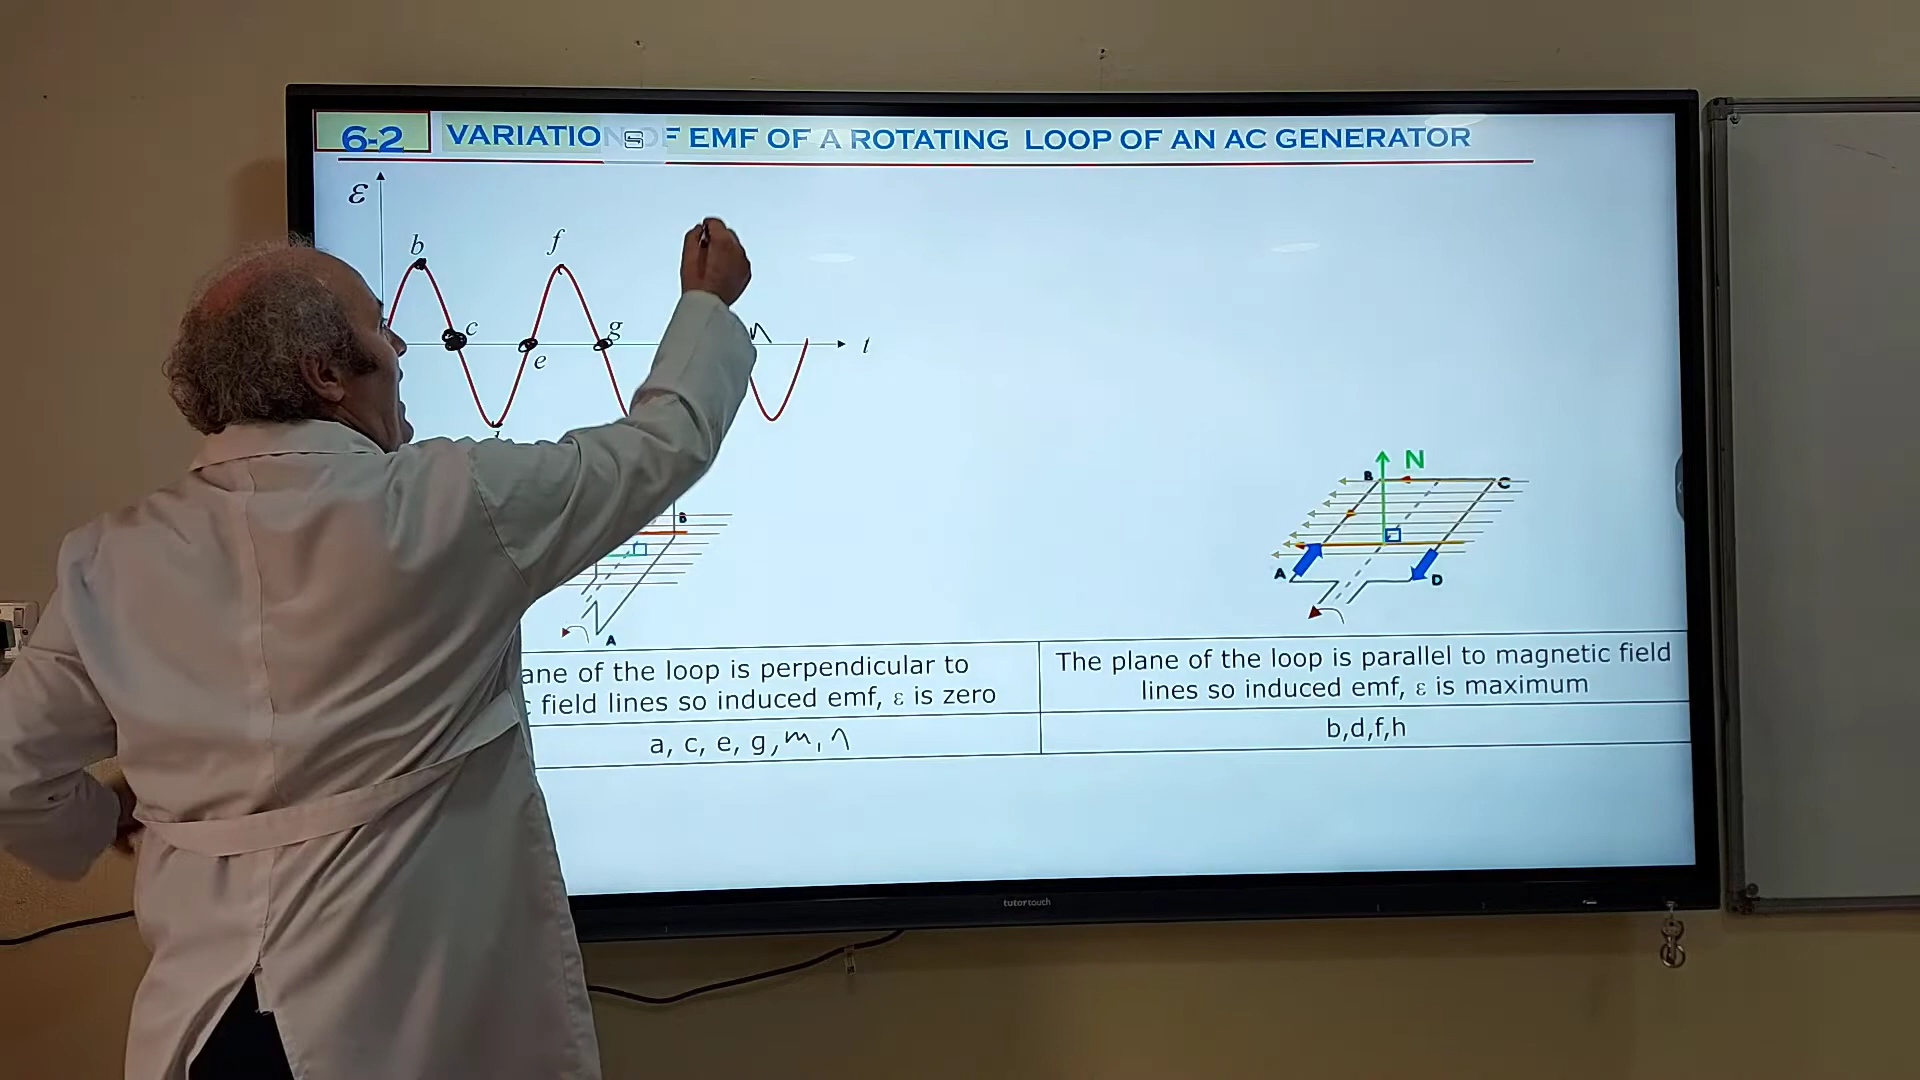 6-2 VARIATION OF EMF OF A ROTATING LOOP OF AN AC GENERATOR
ε
b
f
c
g
n
t
e
N
B
C
B
A
D
A
ane of the loop is perpendicular to
field lines so induced emf, ε is zero
The plane of the loop is parallel to magnetic field
lines so induced emf, ε is maximum
a, c, e, g, m, n
b,d,f,h
tutortouch